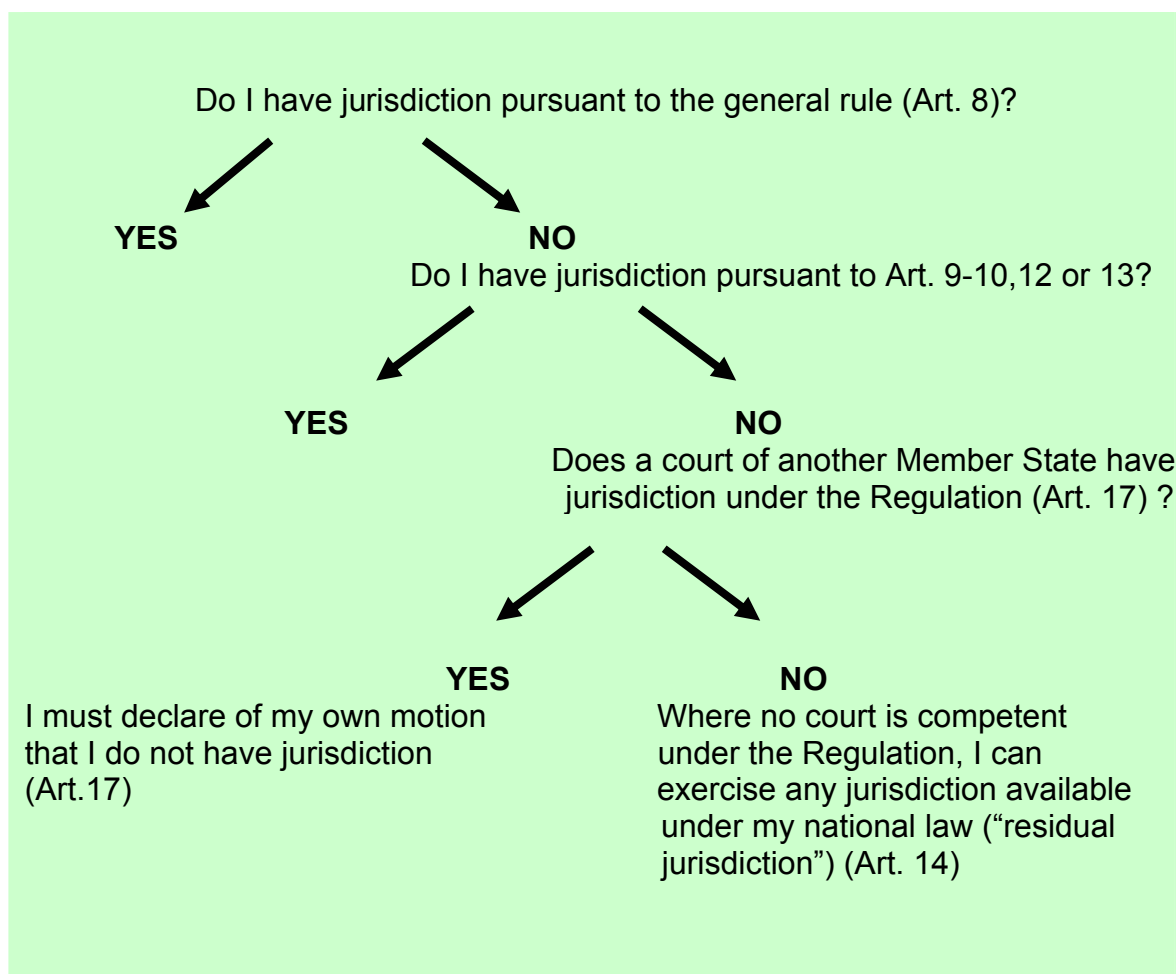 Do I have jurisdiction pursuant to the general rule (Art. 8)?
YES
NO
Do I have jurisdiction pursuant to Art. 9-10,12 or 13?
YES
NO
Does a court of another Member State have
jurisdiction under the Regulation (Art. 17) ?
YES
I must declare of my own motion
that I do not have jurisdiction
(Art.17)
NO
Where no court is competent
under the Regulation, I can
exercise any jurisdiction available
under my national law (“residual
jurisdiction”) (Art. 14)